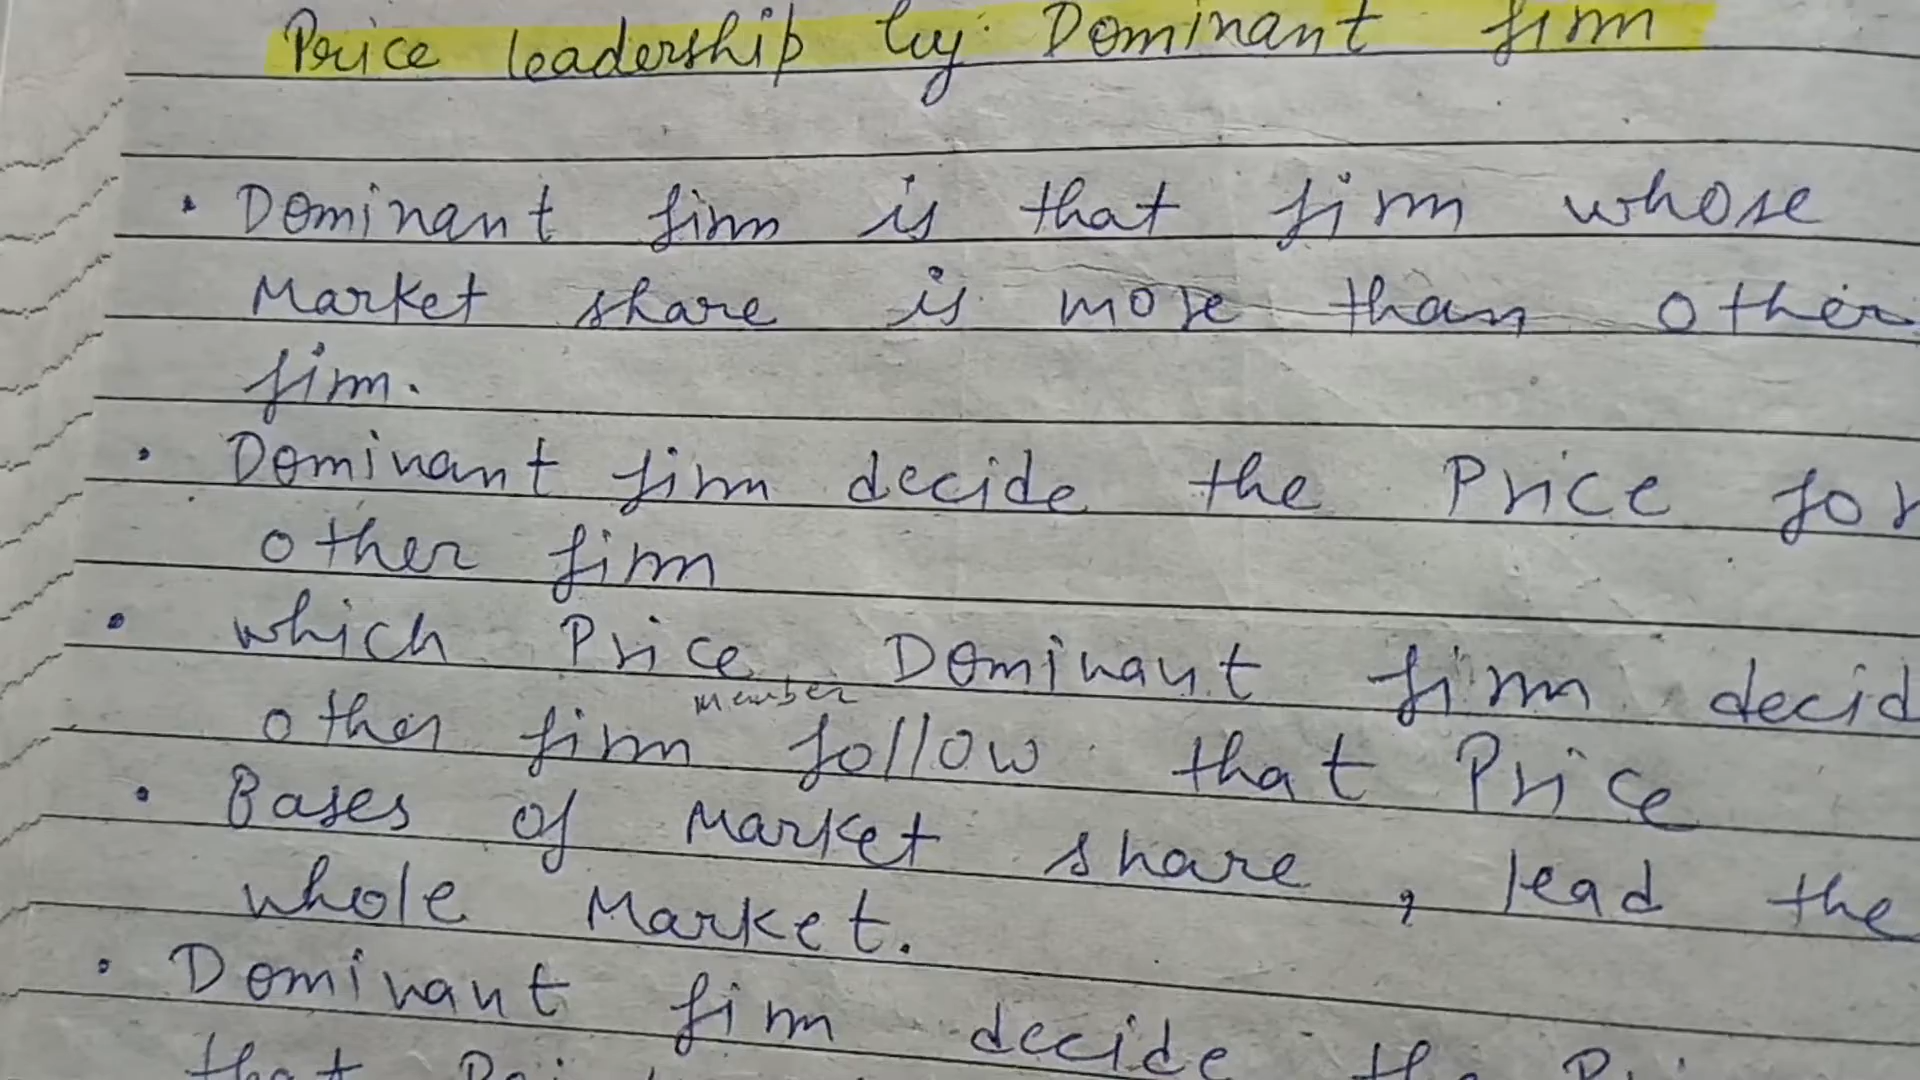 Price leadership by Dominant firm
• Dominant firm is that firm whose
Market share is more than other
firm.
• Dominant firm decide the Price for
other firm
• which Price Dominant firm decid
member
other firm follow that Price
• Bases of Market share, lead the
whole Market.
• Dominant firm decide the
that